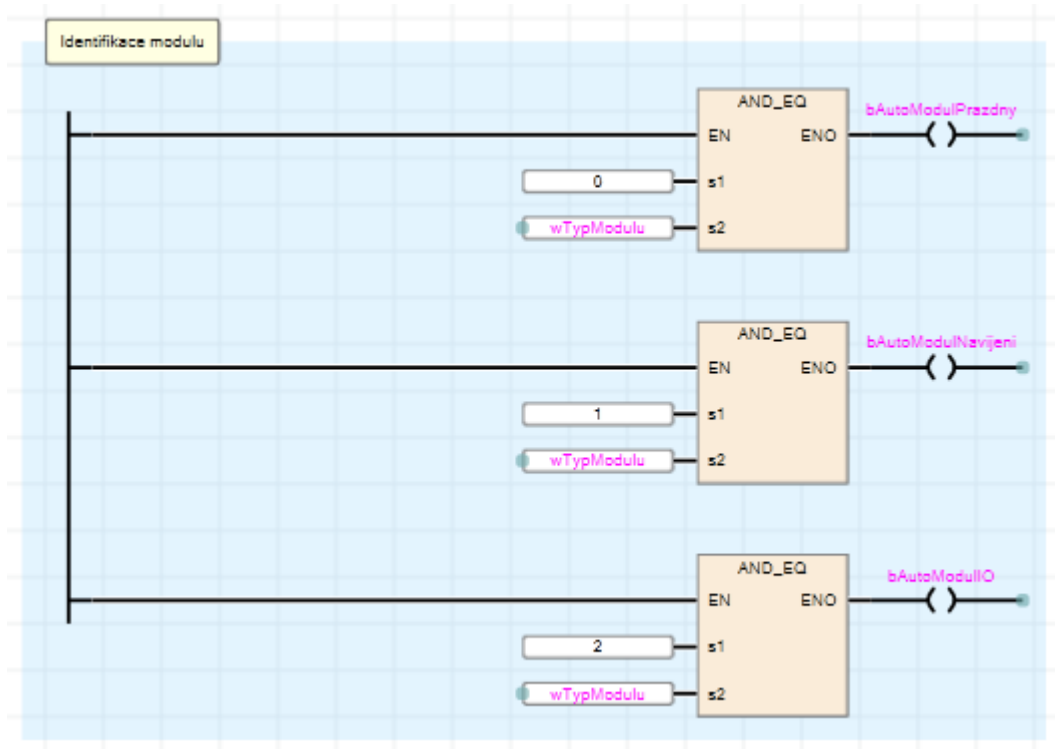 Identifikace modulu
AND_EQ
bAutoModulPrazdny
EN ENO
0 s1
wTypModulu s2
AND_EQ
bAutoModulNavijeni
EN ENO
1 s1
wTypModulu s2
AND_EQ
bAutoModulIO
EN ENO
2 s1
wTypModulu s2